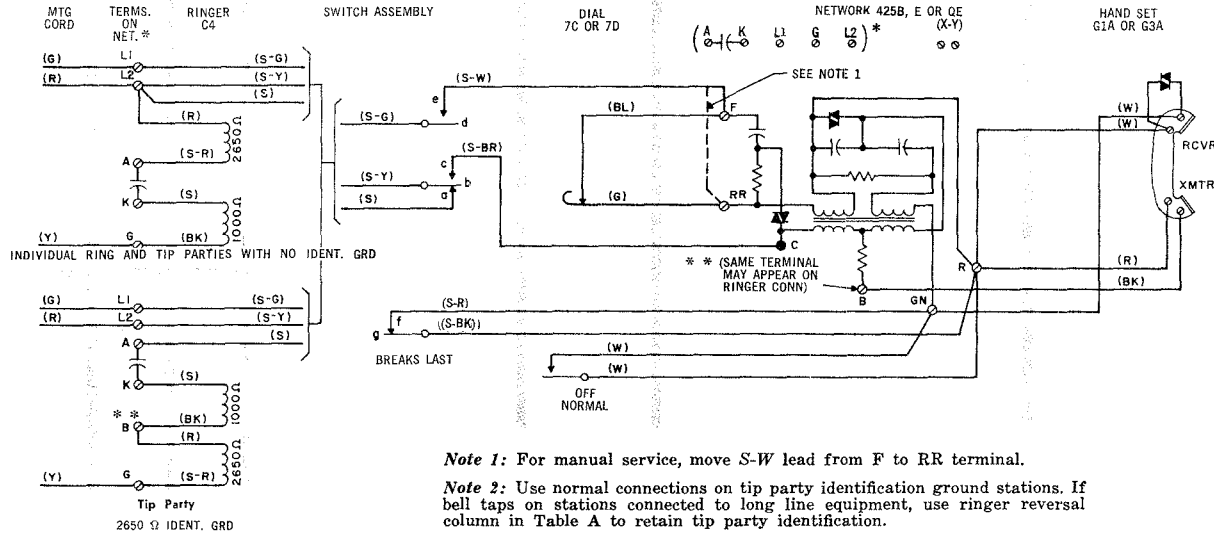 MTG CORD
TERMS. ON NET. *
RINGER C4
SWITCH ASSEMBLY
DIAL 7C OR 7D
NETWORK 425B, E OR QE
(X-Y)
HAND SET G1A OR G3A
( A K L1 G L2 ) *
L1
(G)
(S-G)
L2
(R)
(S-Y)
(S)
(R)
2650 Ω
A
(S-R)
K
(S)
1000 Ω
(Y)
G
(BK)
INDIVIDUAL RING AND TIP PARTIES WITH NO IDENT. GRD
(S-W)
e
(S-G)
d
(S-BR)
c
(S-Y)
b
a
(S)
SEE NOTE 1
(BL)
F
(G)
RR
C
* * (SAME TERMINAL
MAY APPEAR ON
RINGER CONN)
B
R
GN
(W)
(W)
RCVR
XMTR
(R)
(BK)
L1
(G)
(S-G)
L2
(R)
(S-Y)
A
(S)
K
(S)
1000 Ω
* *
B
(BK)
(R)
2650 Ω
(Y)
G
(S-R)
Tip Party
2650 Ω IDENT. GRD
(S-R)
f
g
((S-BK))
BREAKS LAST
(W)
(W)
OFF NORMAL
Note 1: For manual service, move S-W lead from F to RR terminal.
Note 2: Use normal connections on tip party identification ground stations. If
bell taps on stations connected to long line equipment, use ringer reversal
column in Table A to retain tip party identification.